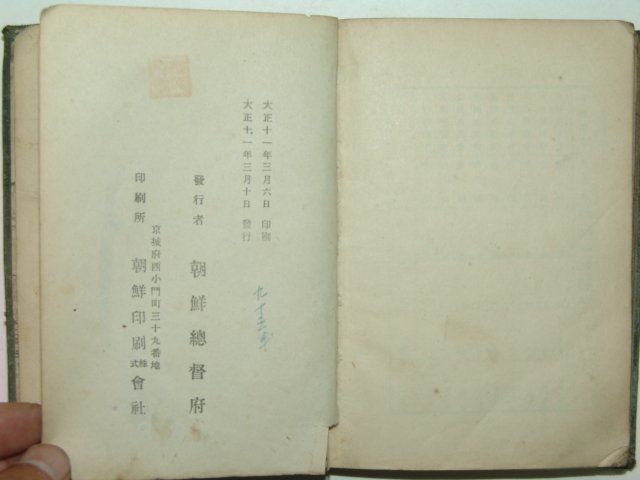 大正十一年三月六日 印刷
大正十一年三月十日 發行
發行者 朝鮮總督府
京城府西小門町三十九番地
印刷所 朝鮮印刷株式會社